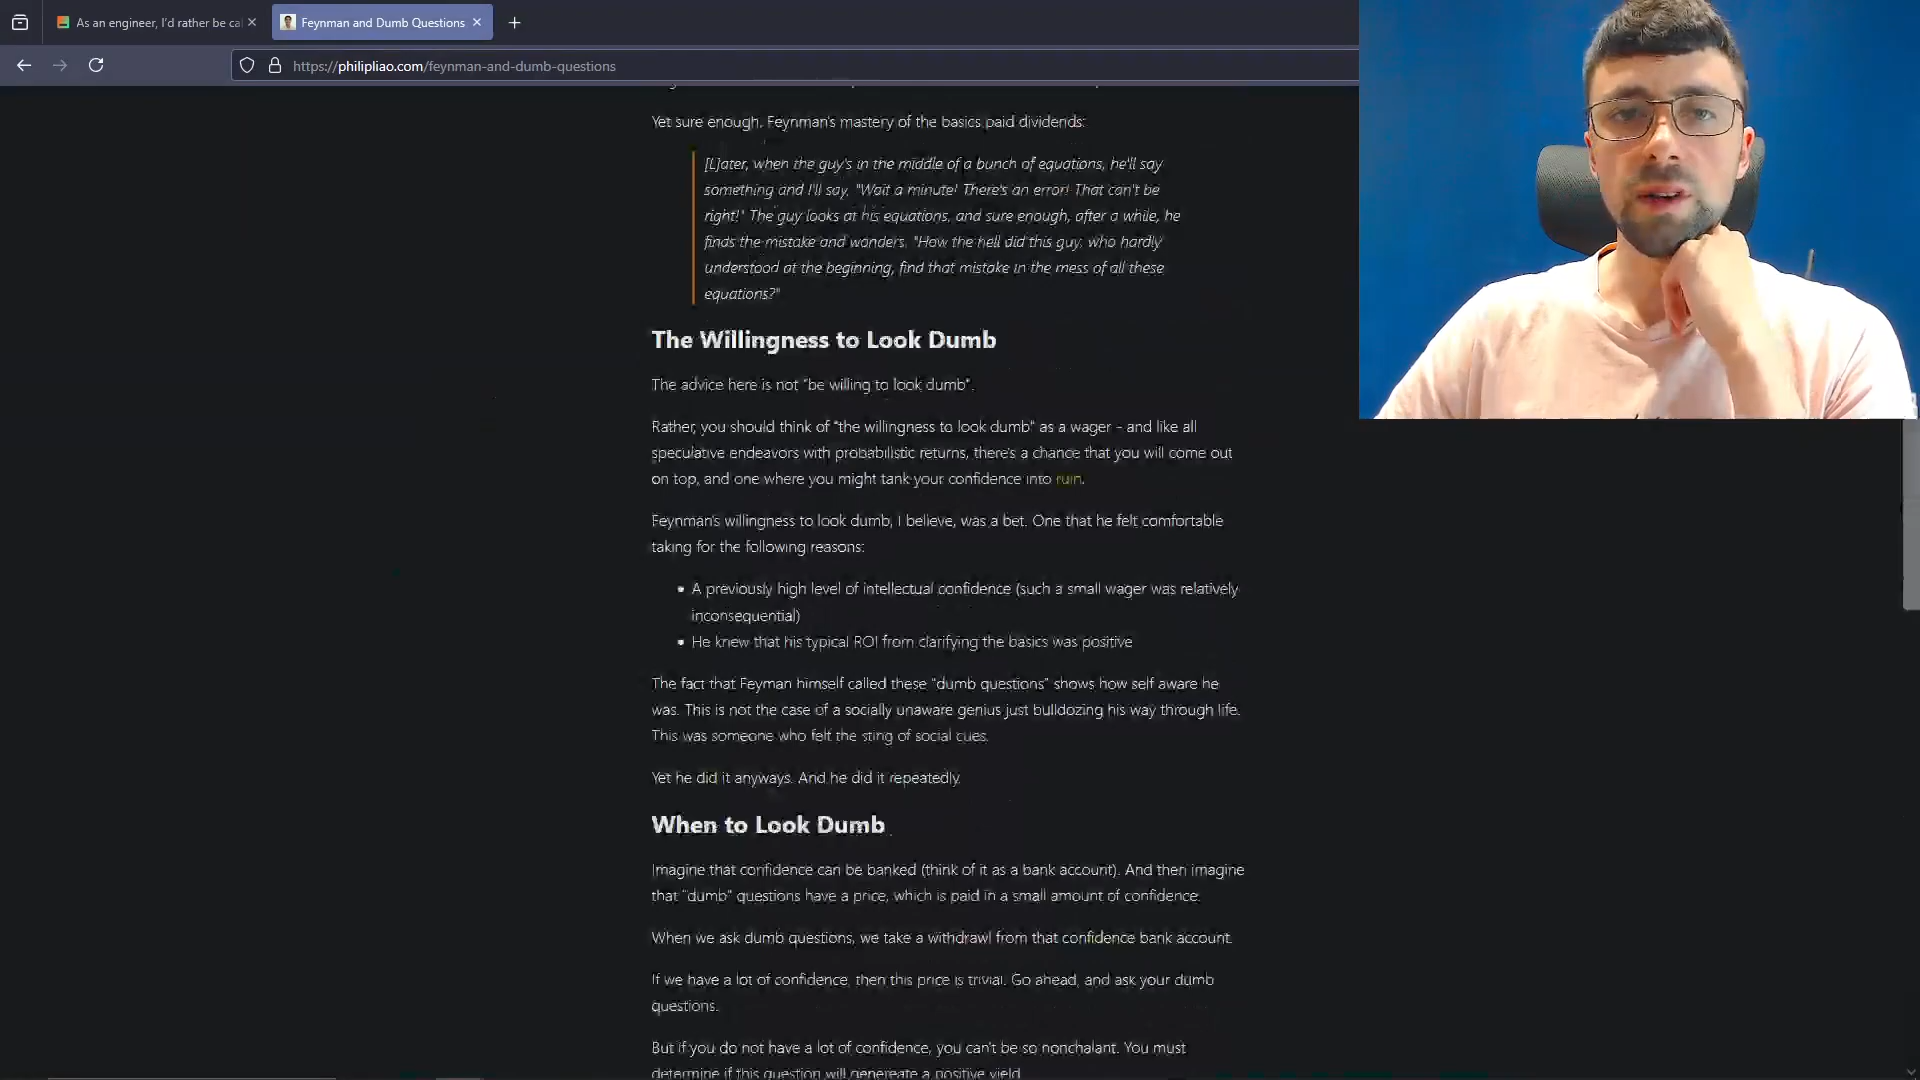 As an engineer, I'd rather be ca
Feynman and Dumb Questions
https://philipliao.com/feynman-and-dumb-questions
Yet sure enough, Feynman's mastery of the basics paid dividends:
[L]ater, when the guy's in the middle of a bunch of equations, he'll say
something and I'll say, "Wait a minute! There's an error! That can't be
right!" The guy looks at his equations, and sure enough, after a while, he
finds the mistake and wonders, "How the hell did this guy, who hardly
understood at the beginning, find that mistake in the mess of all these
equations?"
The Willingness to Look Dumb
The advice here is not "be willing to look dumb".
Rather, you should think of "the willingness to look dumb" as a wager - and like all
speculative endeavors with probabilistic returns, there's a chance that you will come out
on top, and one where you might tank your confidence into ruin.
Feynman's willingness to look dumb, I believe, was a bet. One that he felt comfortable
taking for the following reasons:
• A previously high level of intellectual confidence (such a small wager was relatively
inconsequential)
• He knew that his typical ROI from clarifying the basics was positive
The fact that Feyman himself called these "dumb questions" shows how self aware he
was. This is not the case of a socially unaware genius just bulldozing his way through life.
This was someone who felt the sting of social cues.
Yet he did it anyways. And he did it repeatedly.
When to Look Dumb
Imagine that confidence can be banked (think of it as a bank account). And then imagine
that "dumb" questions have a price, which is paid in a small amount of confidence.
When we ask dumb questions, we take a withdrawl from that confidence bank account.
If we have a lot of confidence, then this price is trivial. Go ahead, and ask your dumb
questions.
But if you do not have a lot of confidence, you can't be so nonchalant. You must
determine if this question will genereate a positive yield